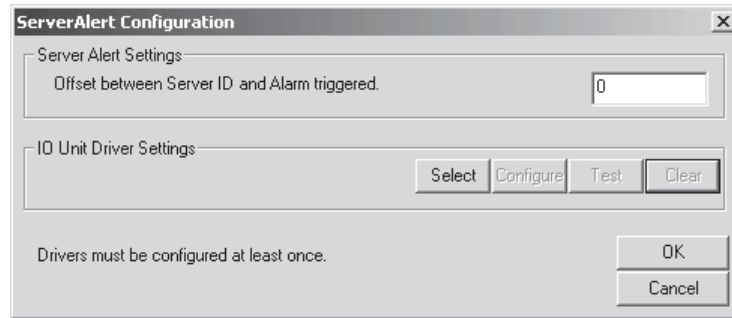 ServerAlert Configuration
Server Alert Settings
Offset between Server ID and Alarm triggered.
0
IO Unit Driver Settings
Select Configure Test Clear
Drivers must be configured at least once.
OK
Cancel